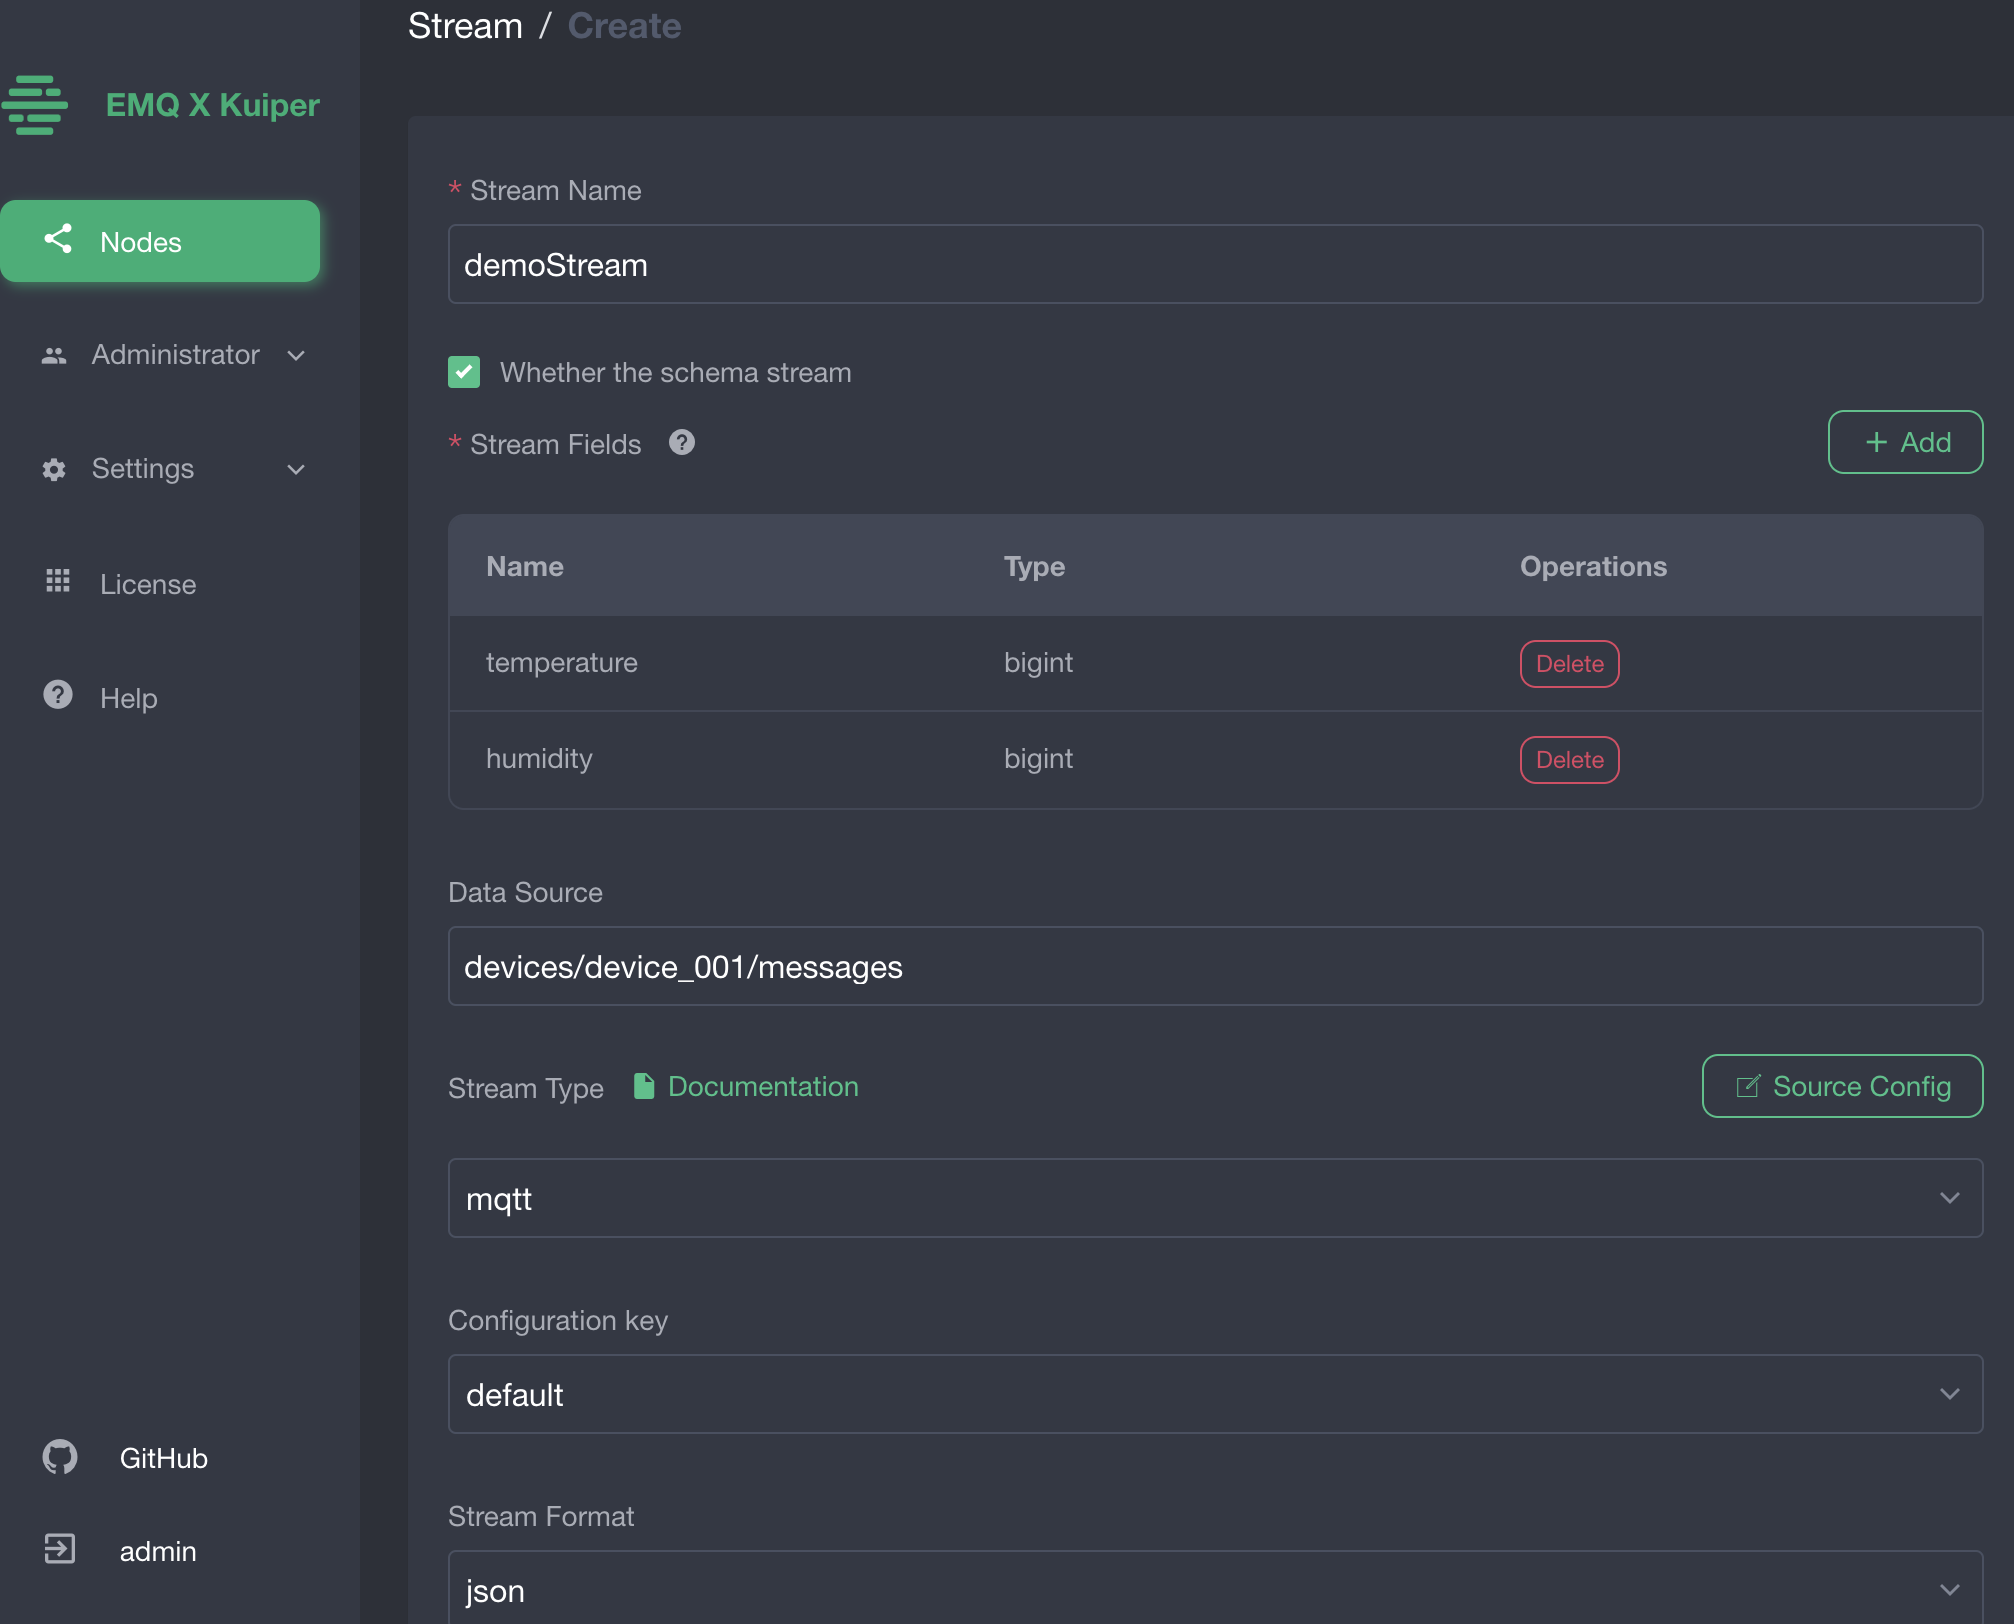 Stream / Create
EMQ X Kuiper
Nodes
Administrator
Settings
License
Help
GitHub
admin
* Stream Name
demoStream
Whether the schema stream
* Stream Fields ?
+ Add
Name Type Operations
temperature bigint Delete
humidity bigint Delete
Data Source
devices/device_001/messages
Stream Type Documentation
Source Config
mqtt
Configuration key
default
Stream Format
json